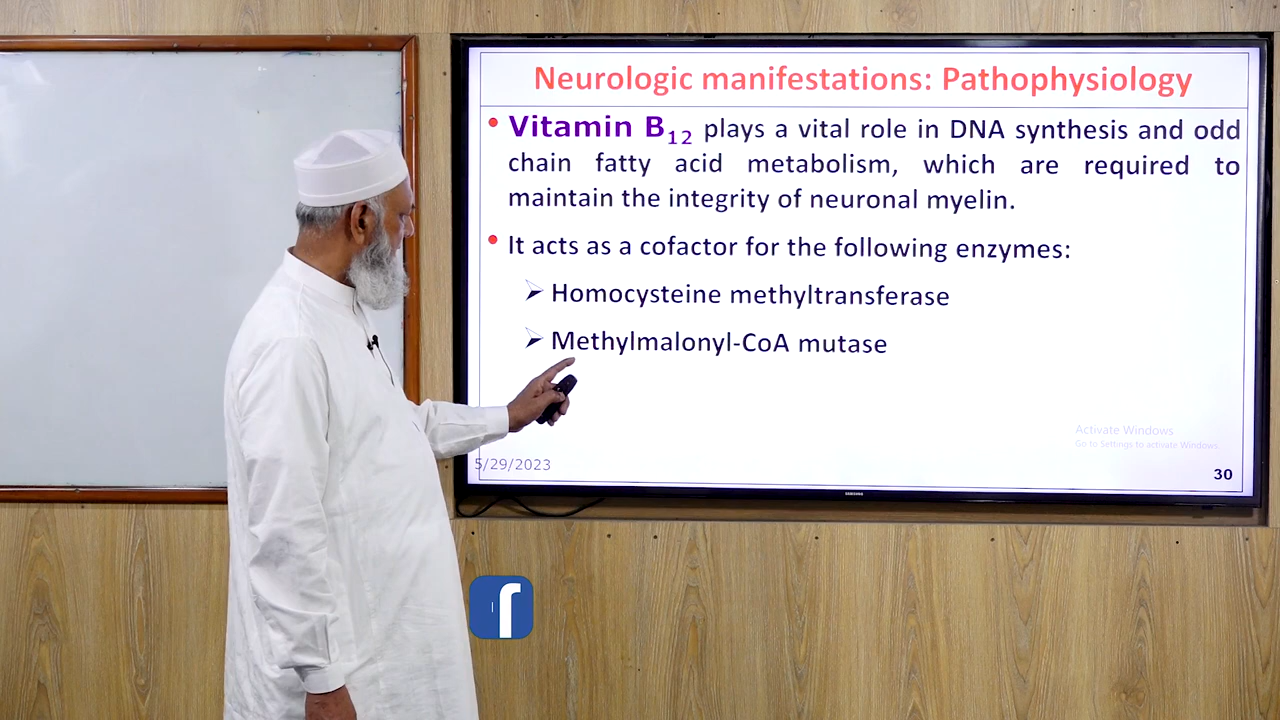 Neurologic manifestations: Pathophysiology
• Vitamin B₁₂ plays a vital role in DNA synthesis and odd
chain fatty acid metabolism, which are required to
maintain the integrity of neuronal myelin.
• It acts as a cofactor for the following enzymes:
➢ Homocysteine methyltransferase
➢ Methylmalonyl-CoA mutase
Activate Windows
Go to Settings to activate Windows.
5/29/2023
30
SAMSUNG
f